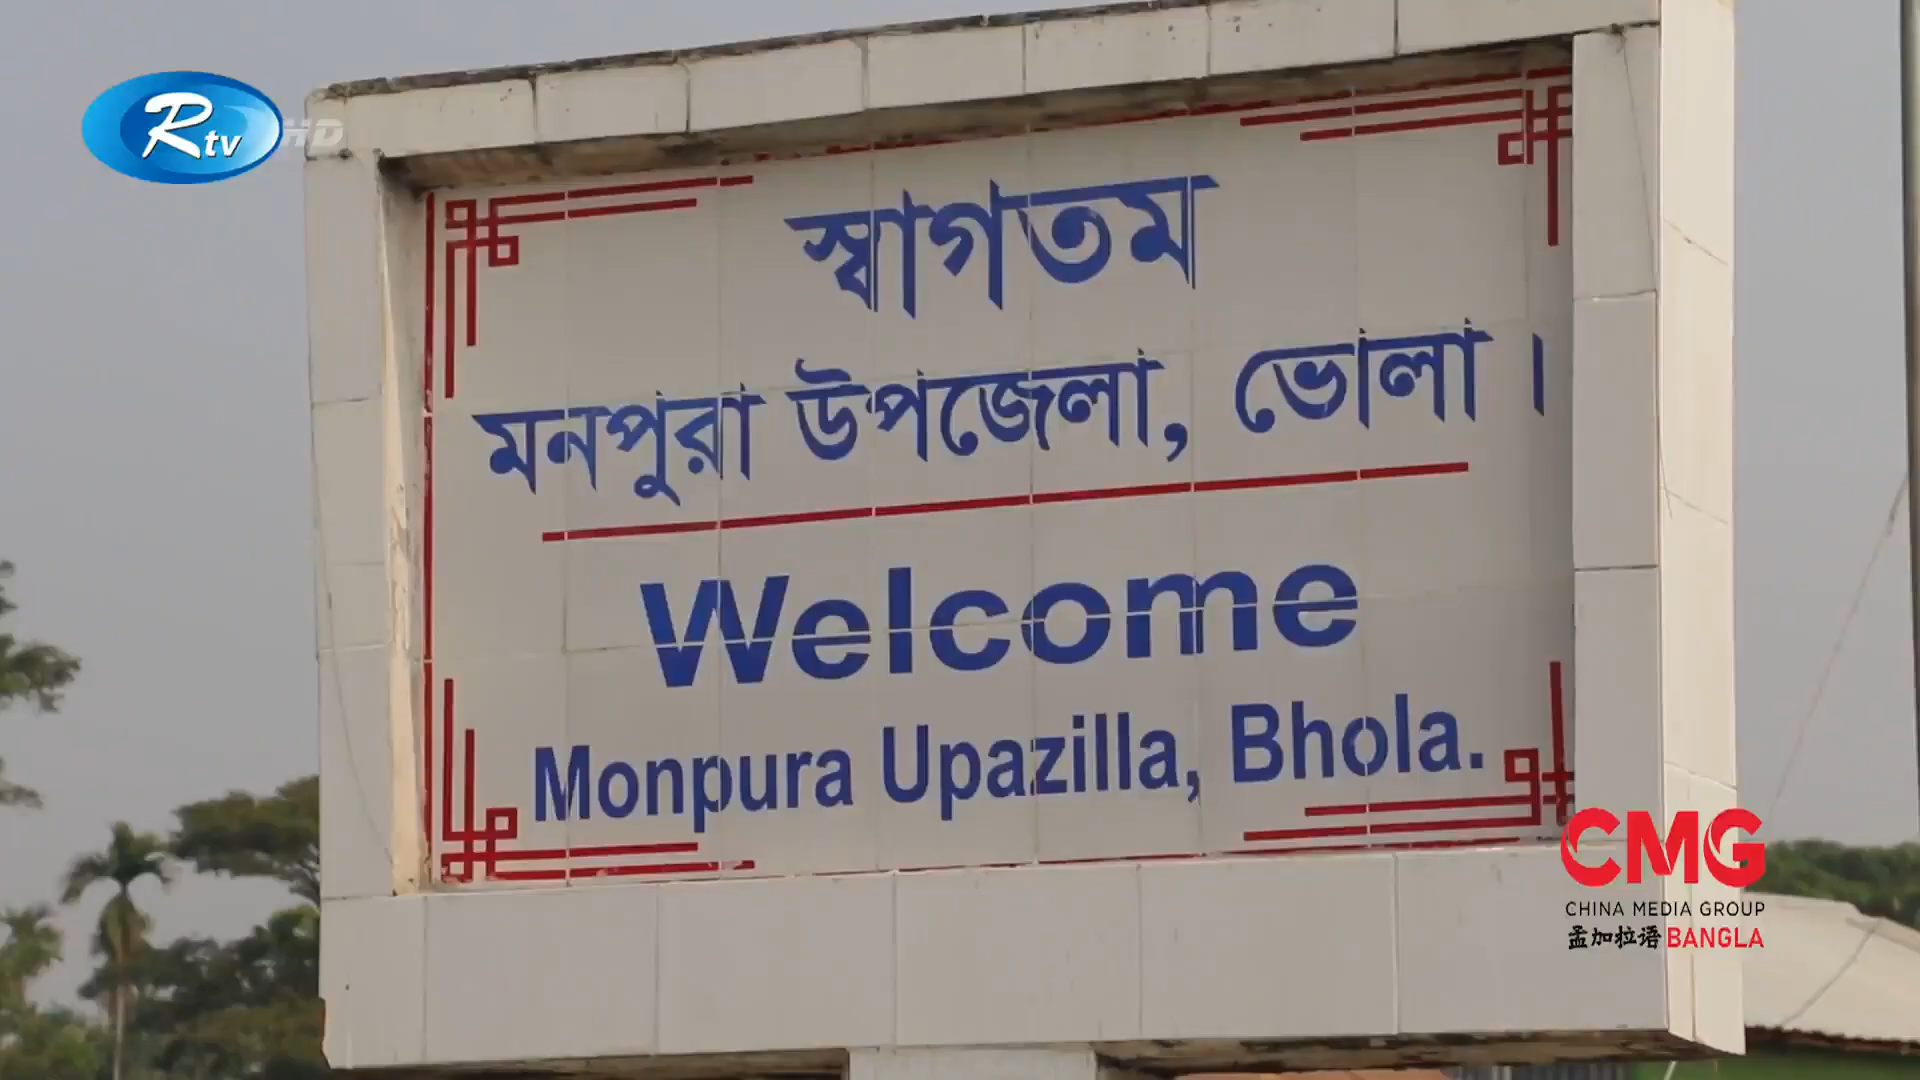 Rtv HD
স্বাগতম
মনপুরা উপজেলা, ভোলা।
Welcome
Monpura Upazilla, Bhola.
CMG
CHINA MEDIA GROUP
孟加拉语 BANGLA